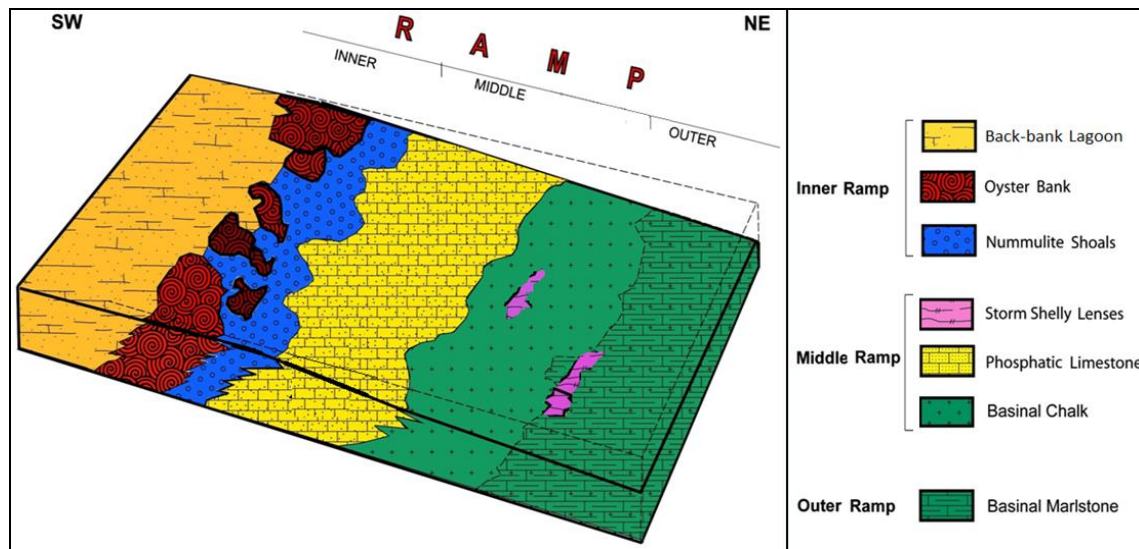 SW
NE
R A M P
INNER
MIDDLE
OUTER
Inner Ramp
Back-bank Lagoon
Oyster Bank
Nummulite Shoals
Middle Ramp
Storm Shelly Lenses
Phosphatic Limestone
Basinal Chalk
Outer Ramp
Basinal Marlstone